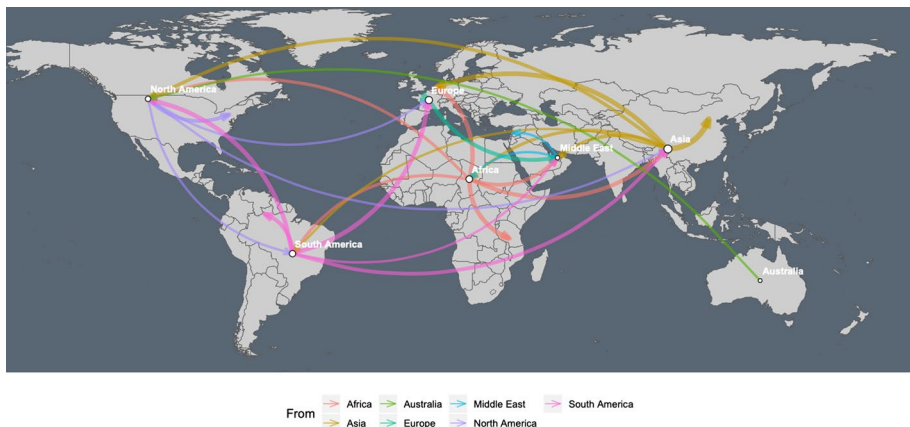 North America
Europe
Asia
Middle East
Africa
South America
Australia
From
Africa
Australia
Middle East
South America
Asia
Europe
North America